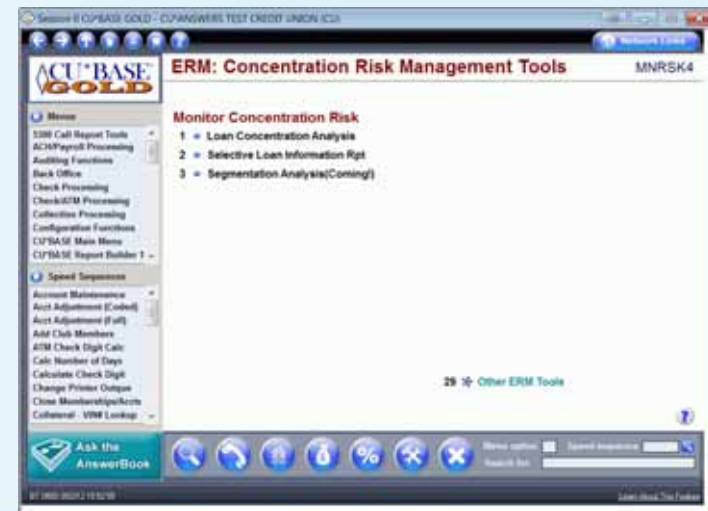 Session 0 CU*BASE GOLD - CU*ANSWERS TEST CREDIT UNION (CU)
Network Links
CU*BASE
GOLD
ERM: Concentration Risk Management Tools
MNRSK4
Menus
5300 Call Report Tools
ACH/Payroll Processing
Auditing Functions
Back Office
Check Processing
Check/ATM Processing
Collection Processing
Configuration Functions
CU*BASE Main Menu
CU*BASE Report Builder 1
Monitor Concentration Risk
1 Loan Concentration Analysis
2 Selective Loan Information Rpt
3 Segmentation Analysis(Coming!)
Speed Sequences
Account Maintenance
Acct Adjustment (Coded)
Acct Adjustment (Full)
Add Club Members
ATM Check Digit Calc
Calc Number of Days
Calculate Check Digit
Change Printer Outque
Close Memberships/Accts
Collateral - VIN# Lookup
29 Other ERM Tools
Ask the
AnswerBook
Menu option
Speed sequence
Search for
Learn About This Feature